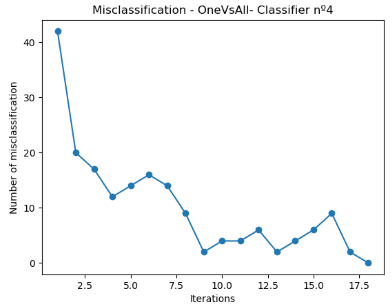 Misclassification - OneVsAll- Classifier nº4
Number of misclassification
40
30
20
10
0
2.5 5.0 7.5 10.0 12.5 15.0 17.5
Iterations